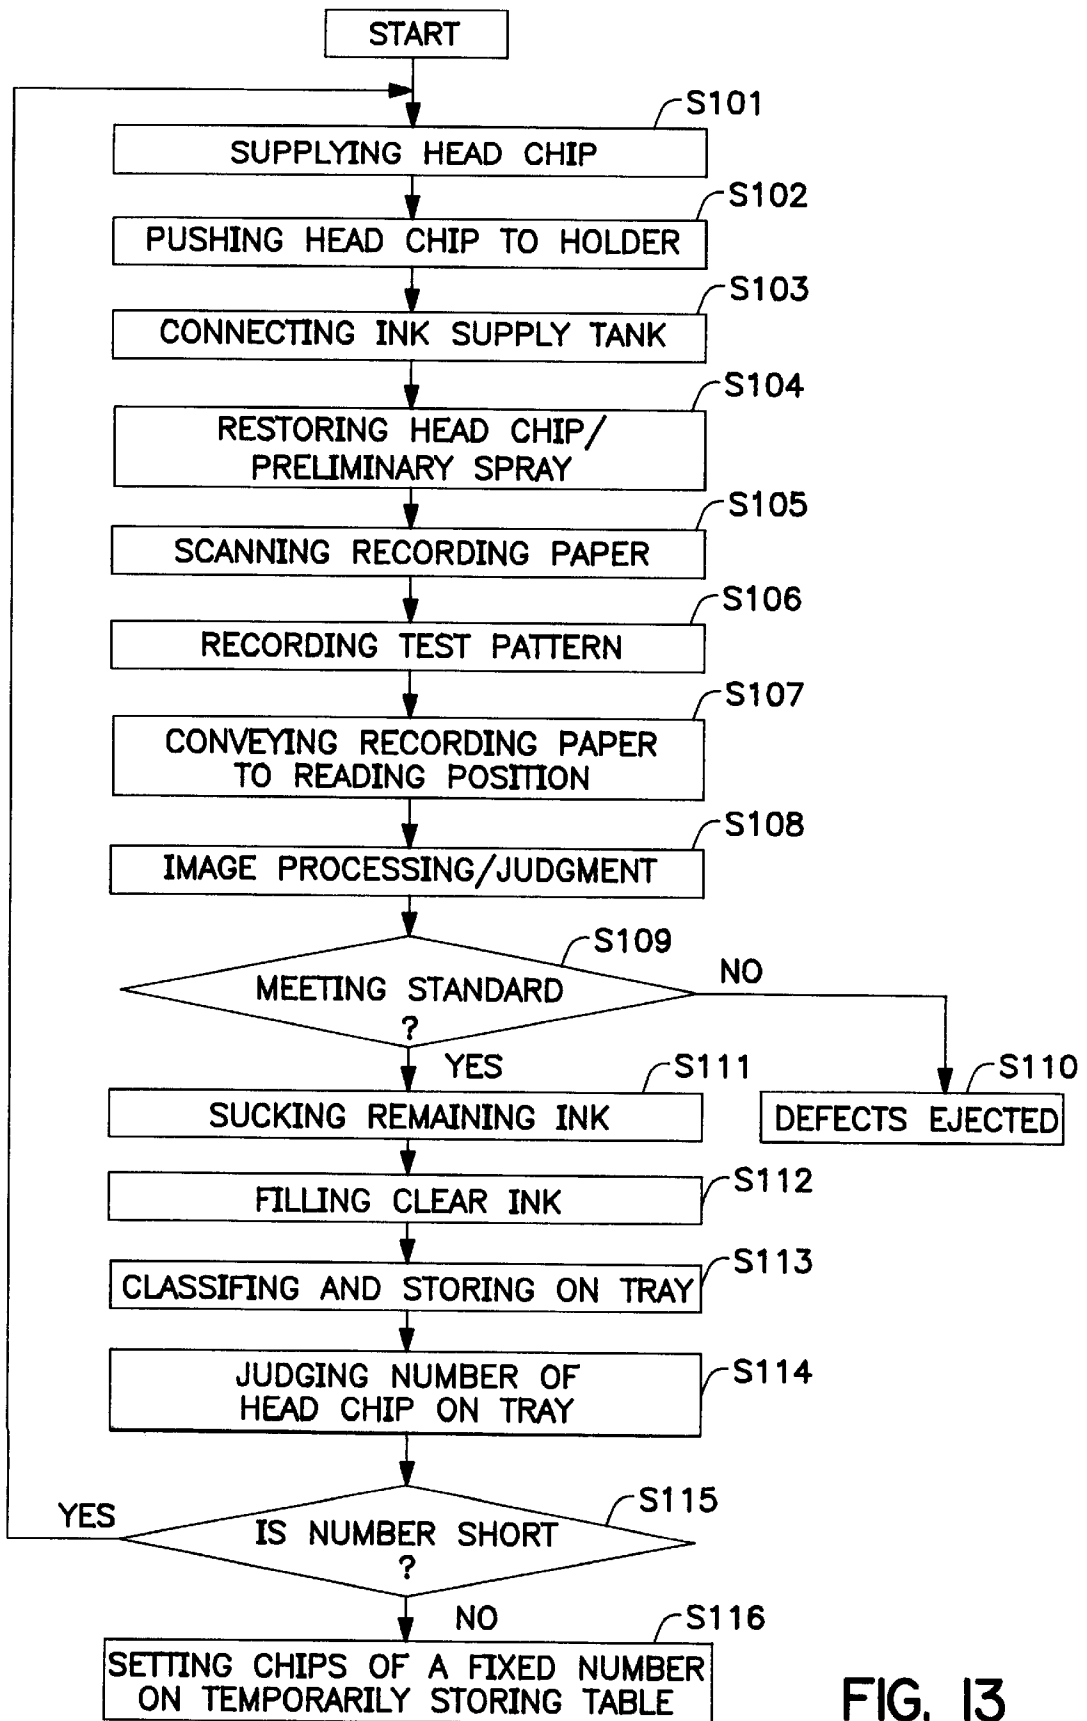 START
S101
SUPPLYING HEAD CHIP
S102
PUSHING HEAD CHIP TO HOLDER
S103
CONNECTING INK SUPPLY TANK
S104
RESTORING HEAD CHIP/
PRELIMINARY SPRAY
S105
SCANNING RECORDING PAPER
S106
RECORDING TEST PATTERN
S107
CONVEYING RECORDING PAPER
TO READING POSITION
S108
IMAGE PROCESSING/JUDGMENT
S109
MEETING STANDARD
?
NO
YES
S110
DEFECTS EJECTED
S111
SUCKING REMAINING INK
S112
FILLING CLEAR INK
S113
CLASSIFING AND STORING ON TRAY
S114
JUDGING NUMBER OF
HEAD CHIP ON TRAY
S115
IS NUMBER SHORT
?
YES
NO
S116
SETTING CHIPS OF A FIXED NUMBER
ON TEMPORARILY STORING TABLE
FIG. 13